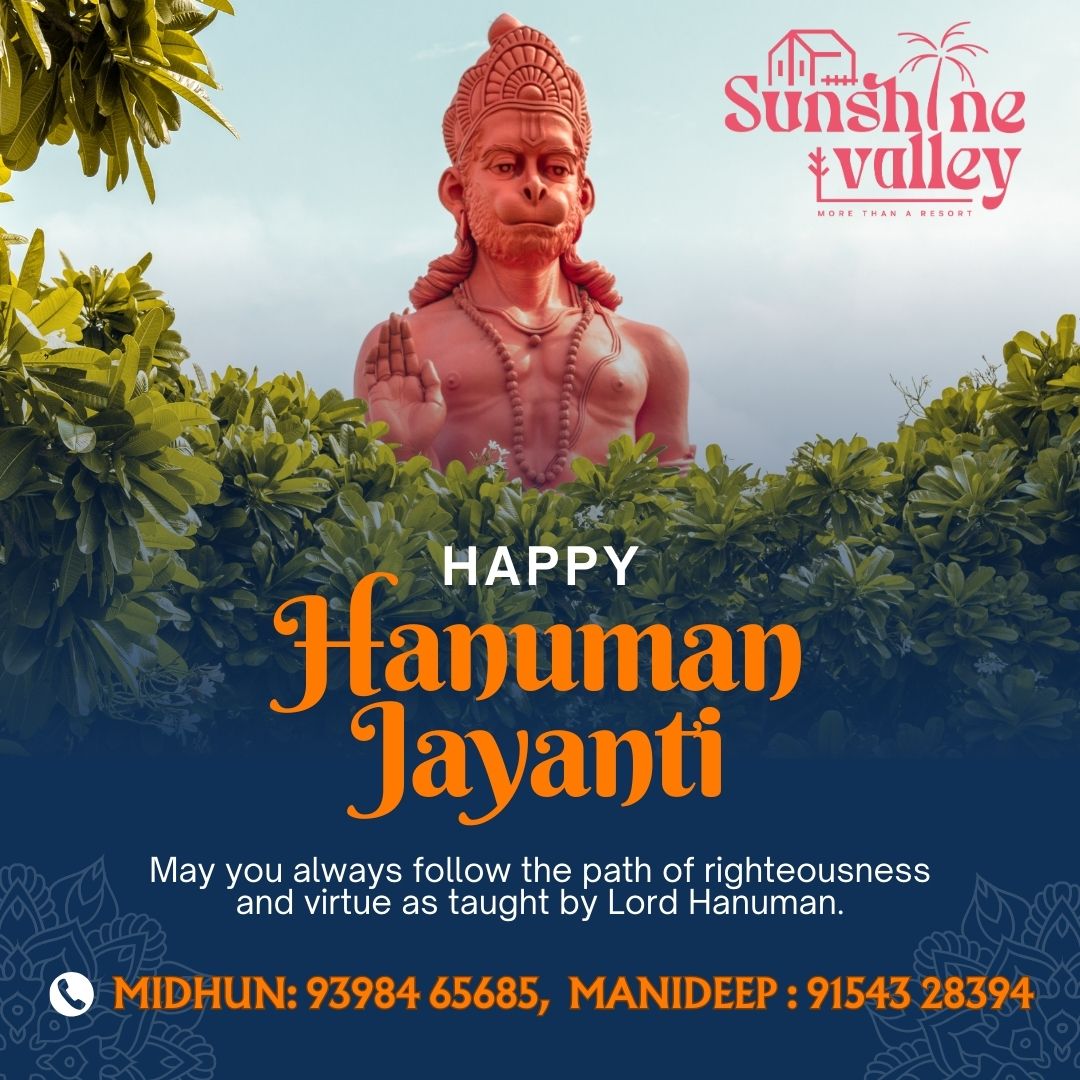 Sunshine
valley
MORE THAN A RESORT
HAPPY
Hanuman
Jayanti
May you always follow the path of righteousness
and virtue as taught by Lord Hanuman.
MIDHUN: 93984 65685, MANIDEEP : 91543 28394